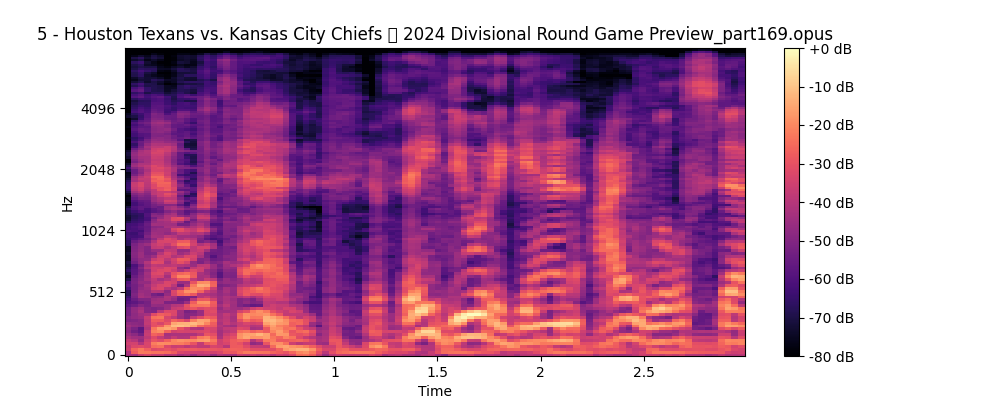 5 - Houston Texans vs. Kansas City Chiefs ▯ 2024 Divisional Round Game Preview_part169.opus
+0 dB
4096
-10 dB
-20 dB
2048
-30 dB
Hz
-40 dB
1024
-50 dB
-60 dB
512
-70 dB
0
-80 dB
0 0.5 1 1.5 2 2.5
Time